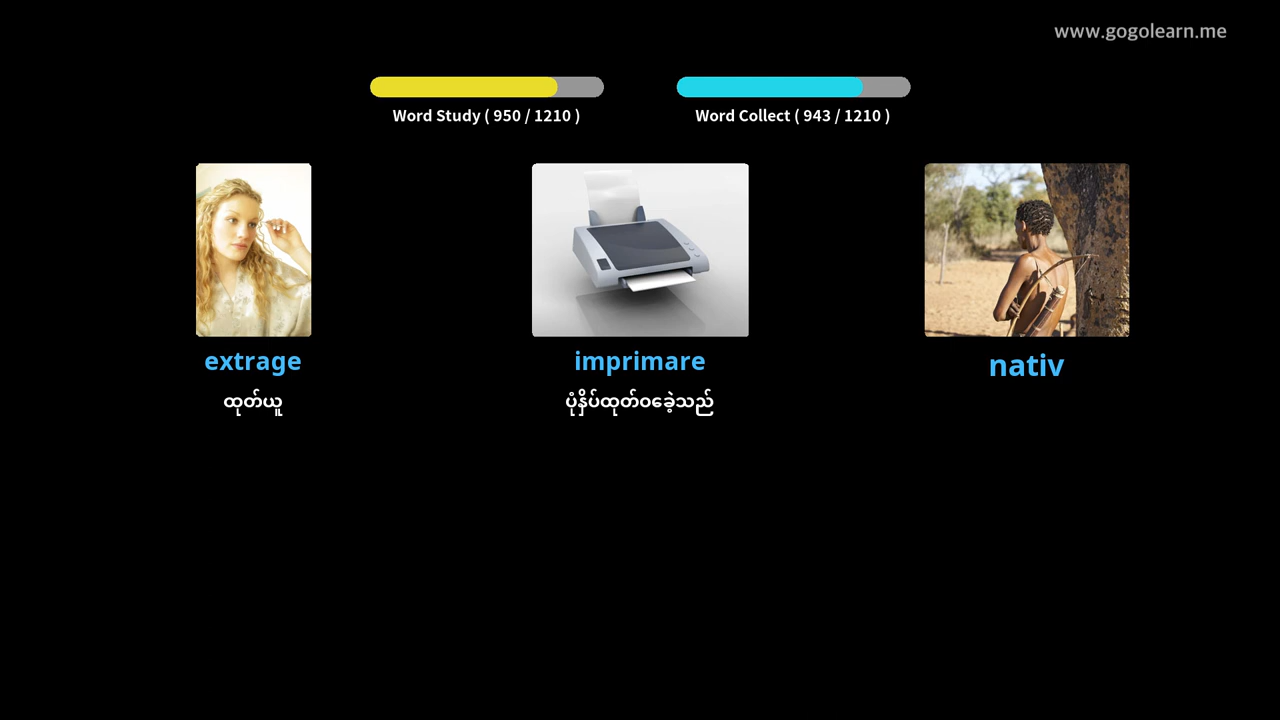 www.gogolearn.me
Word Study ( 950 / 1210 )
Word Collect ( 943 / 1210 )
extrage
ထုတ်ယူ
imprimare
ပုံနှိပ်ထုတ်ဝေခဲ့သည်
nativ